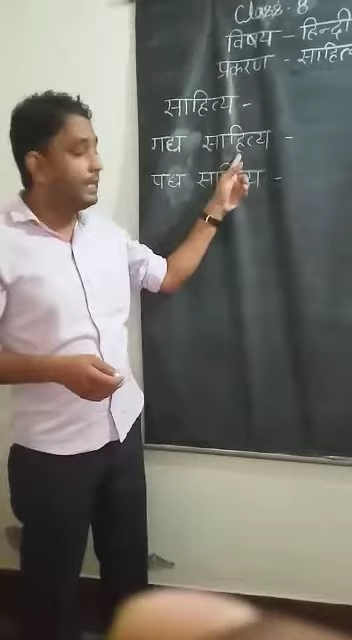 Class- 8
विषय - हिन्दी
प्रकरण - साहित्य
साहित्य -
गद्य साहित्य -
पद्य साहित्य -